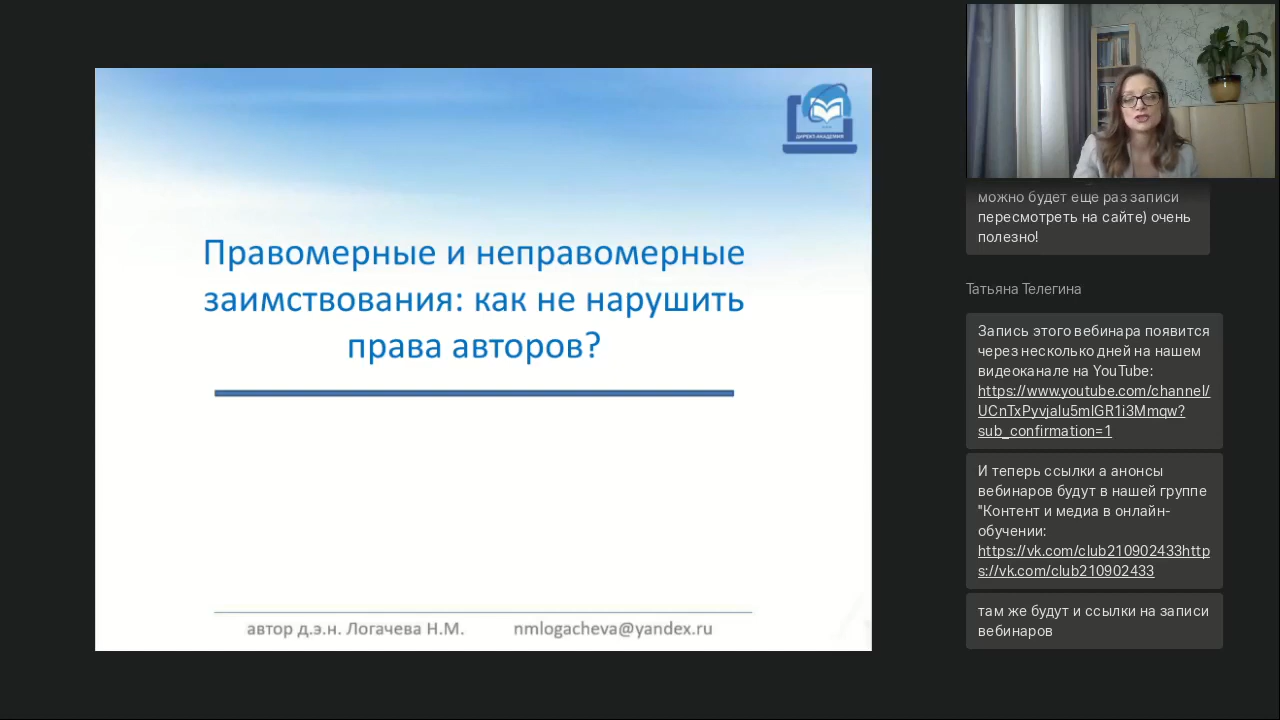 ДИРЕКТ-АКАДЕМИЯ
Правомерные и неправомерные
заимствования: как не нарушить
права авторов?
автор д.э.н. Логачева Н.М.
nmlogacheva@yandex.ru
можно будет еще раз записи
пересмотреть на сайте) очень
полезно!
Татьяна Телегина
Запись этого вебинара появится
через несколько дней на нашем
видеоканале на YouTube:
https://www.youtube.com/channel/
UCnTxPyvjalu5mlGR1i3Mmqw?
sub_confirmation=1
И теперь ссылки а анонсы
вебинаров будут в нашей группе
"Контент и медиа в онлайн-
обучении:
https://vk.com/club210902433http
s://vk.com/club210902433
там же будут и ссылки на записи
вебинаров